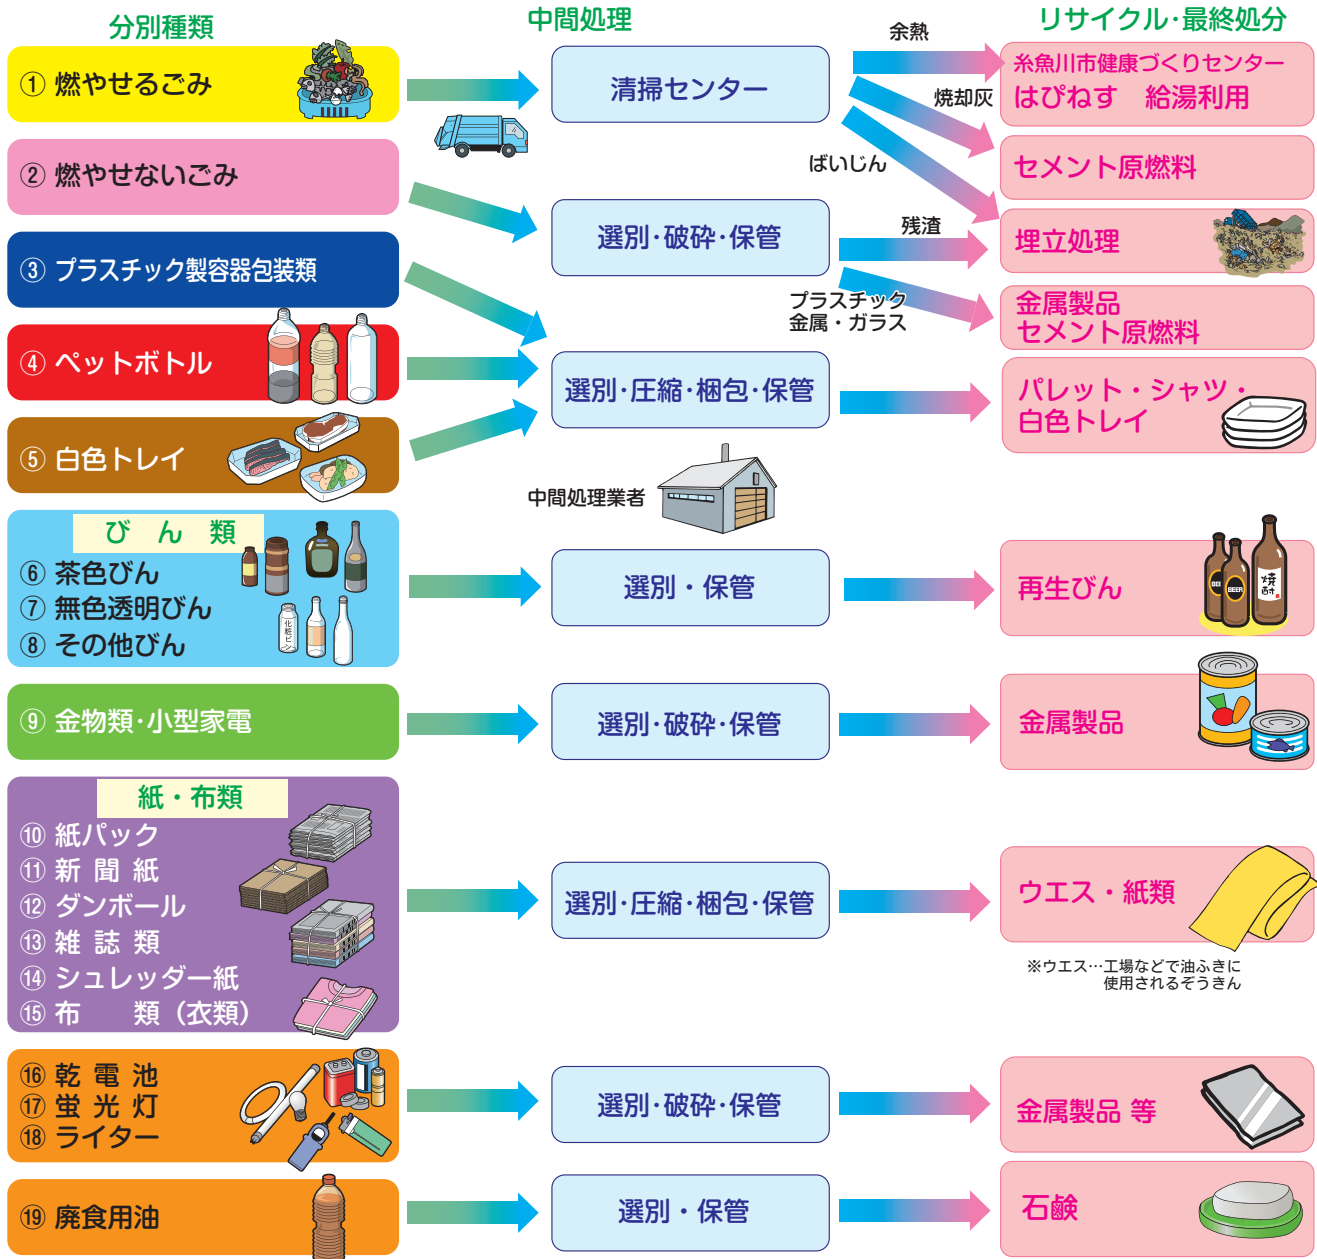 分別種類
中間処理
リサイクル・最終処分
① 燃やせるごみ
清掃センター
余熱
糸魚川市健康づくりセンター
はぴねす 給湯利用
焼却灰
セメント原燃料
ばいじん
② 燃やせないごみ
選別・破砕・保管
残渣
埋立処理
プラスチック
金属・ガラス
金属製品
セメント原燃料
③ プラスチック製容器包装類
④ ペットボトル
⑤ 白色トレイ
選別・圧縮・梱包・保管
パレット・シャツ・
白色トレイ
中間処理業者
びん類
⑥ 茶色びん
⑦ 無色透明びん
⑧ その他びん
化粧ビン
選別・保管
再生びん
BEI
BEER
焼酎
⑨ 金物類・小型家電
選別・破砕・保管
金属製品
紙・布類
⑩ 紙パック
⑪ 新聞紙
⑫ ダンボール
⑬ 雑誌類
⑭ シュレッダー紙
⑮ 布 類（衣類）
選別・圧縮・梱包・保管
ウエス・紙類
※ウエス…工場などで油ふきに
使用されるぞうきん
⑯ 乾電池
⑰ 蛍光灯
⑱ ライター
選別・破砕・保管
金属製品 等
⑲ 廃食用油
選別・保管
石鹸